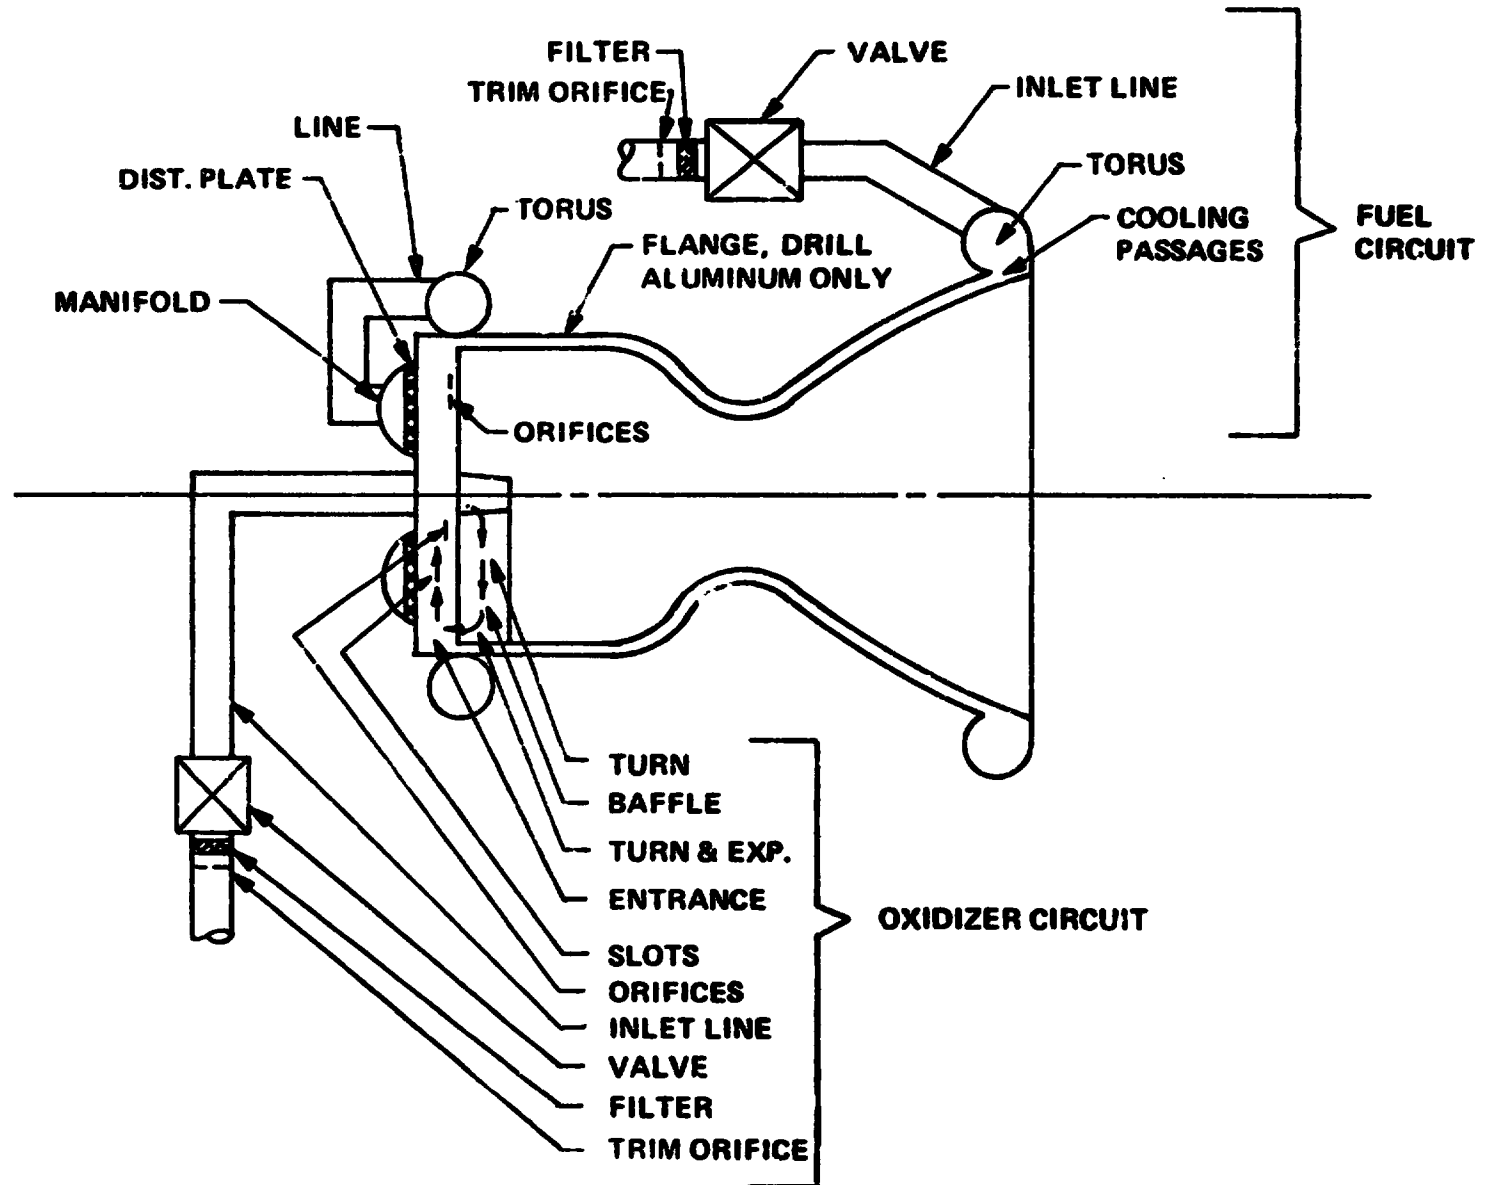 FILTER
VALVE
TRIM ORIFICE
INLET LINE
LINE
DIST. PLATE
TORUS
TORUS
COOLING
PASSAGES
FUEL
CIRCUIT
FLANGE, DRILL
ALUMINUM ONLY
MANIFOLD
ORIFICES
TURN
BAFFLE
TURN & EXP.
ENTRANCE
OXIDIZER CIRCUIT
SLOTS
ORIFICES
INLET LINE
VALVE
FILTER
TRIM ORIFICE